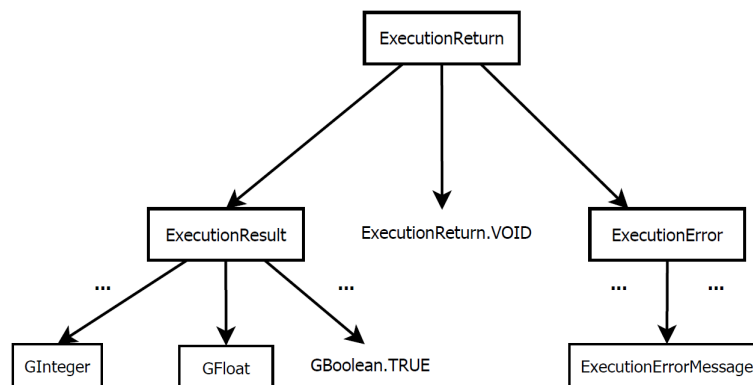 ExecutionReturn
ExecutionResult
ExecutionReturn.VOID
ExecutionError
...
...
...
...
GInteger
GFloat
GBoolean.TRUE
ExecutionErrorMessage